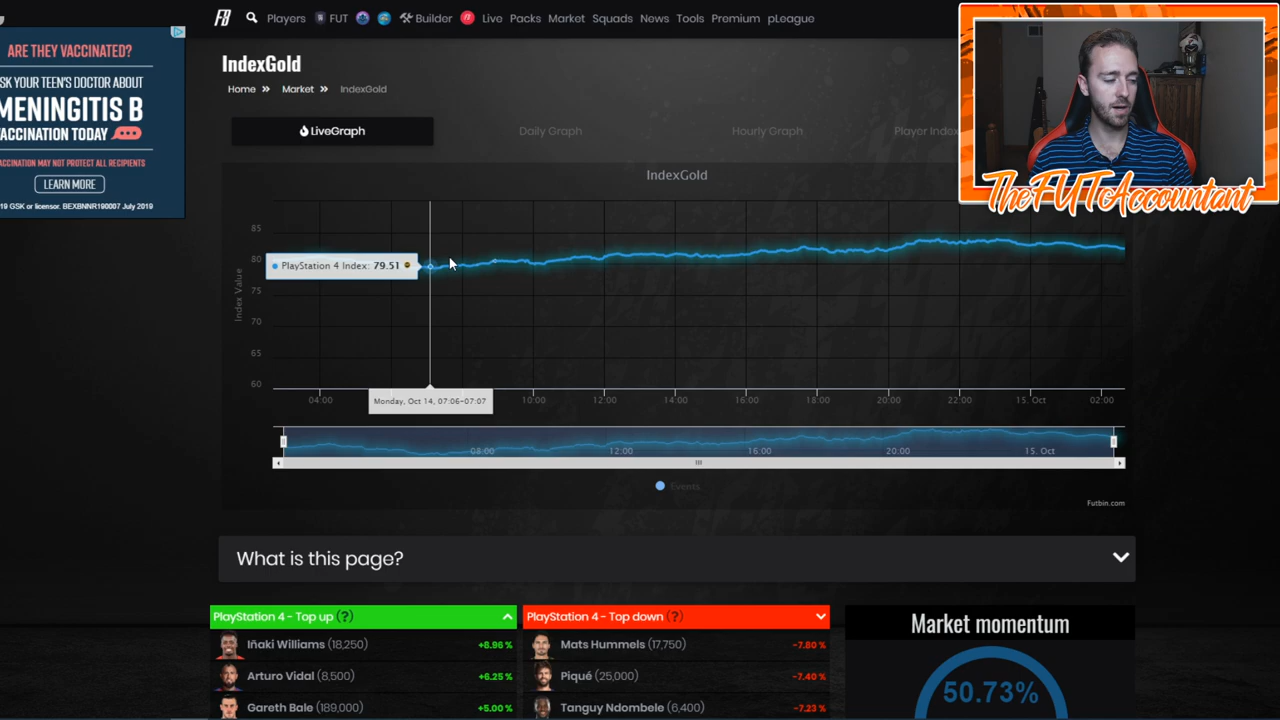 F8
Players
FUT
Builder
Live
Packs
Market
Squads
News
Tools
Premium
pLeague
ARE THEY VACCINATED?
SK YOUR TEEN'S DOCTOR ABOUT
MENINGITIS B
VACCINATION TODAY
VACCINATION MAY NOT PROTECT ALL RECIPIENTS
LEARN MORE
19 GSK or licensor. BEXBNNR190007 July 2019
IndexGold
Home » Market » IndexGold
LiveGraph
Daily Graph
Hourly Graph
Player Index
TheFUTAccountant
IndexGold
Index Value
85
80
75
70
65
60
PlayStation 4 Index: 79.51
Monday, Oct 14, 07:06-07:07
04:00
10:00
12:00
14:00
16:00
18:00
20:00
22:00
15. Oct
02:00
08:00
12:00
16:00
20:00
15. Oct
Events
Futbin.com
What is this page?
PlayStation 4 - Top up (?)
Iñaki Williams (18,250) +8.96 %
Arturo Vidal (8,500) +6.25 %
Gareth Bale (189,000) +5.00 %
PlayStation 4 - Top down (?)
Mats Hummels (17,750) -7.80 %
Piqué (25,000) -7.40 %
Tanguy Ndombele (6,400) -7.23 %
Market momentum
50.73%